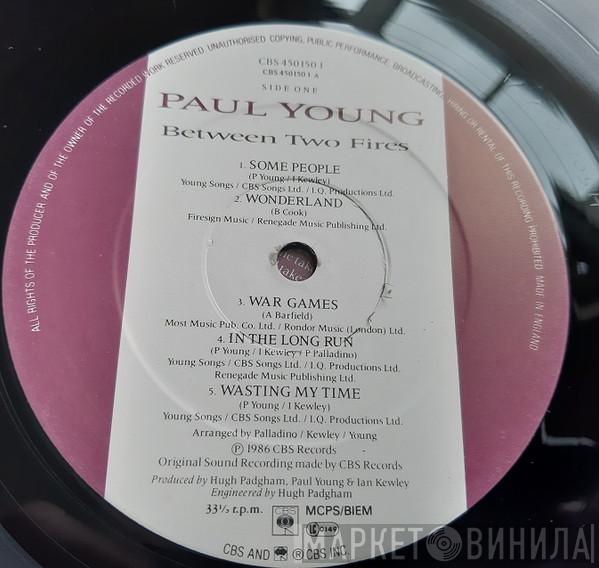 ALL RIGHTS OF THE PRODUCER AND OF THE OWNER OF THE RECORDED WORK RESERVED. UNAUTHORISED COPYING, PUBLIC PERFORMANCE, BROADCASTING, HIRING OR RENTAL OF THIS RECORDING PROHIBITED. MADE IN ENGLAND
CBS 450150 1
CBS 450150 1 A
SIDE ONE
PAUL YOUNG
Between Two Fires
1. SOME PEOPLE
(P Young / I Kewley)
Young Songs / CBS Songs Ltd. / I.Q. Productions Ltd.
2. WONDERLAND
(B Cook)
Firesign Music / Renegade Music Publishing Ltd.
3. WAR GAMES
(A Barfield)
Most Music Pub. Co. Ltd. / Rondor Music (London) Ltd.
4. IN THE LONG RUN
(P Young / I Kewley / P Palladino)
Young Songs / CBS Songs Ltd. / I.Q. Productions Ltd.
Renegade Music Publishing Ltd.
5. WASTING MY TIME
(P Young / I Kewley)
Young Songs / CBS Songs Ltd. / I.Q. Productions Ltd.
Arranged by Palladino / Kewley / Young
Ⓟ 1986 CBS Records
Original Sound Recording made by CBS Records
Produced by Hugh Padgham, Paul Young & Ian Kewley
Engineered by Hugh Padgham
33⅓ r.p.m. CBS LC 0149 MCPS/BIEM
CBS AND ® CBS INC.
МАРКЕТ ВИНИЛА